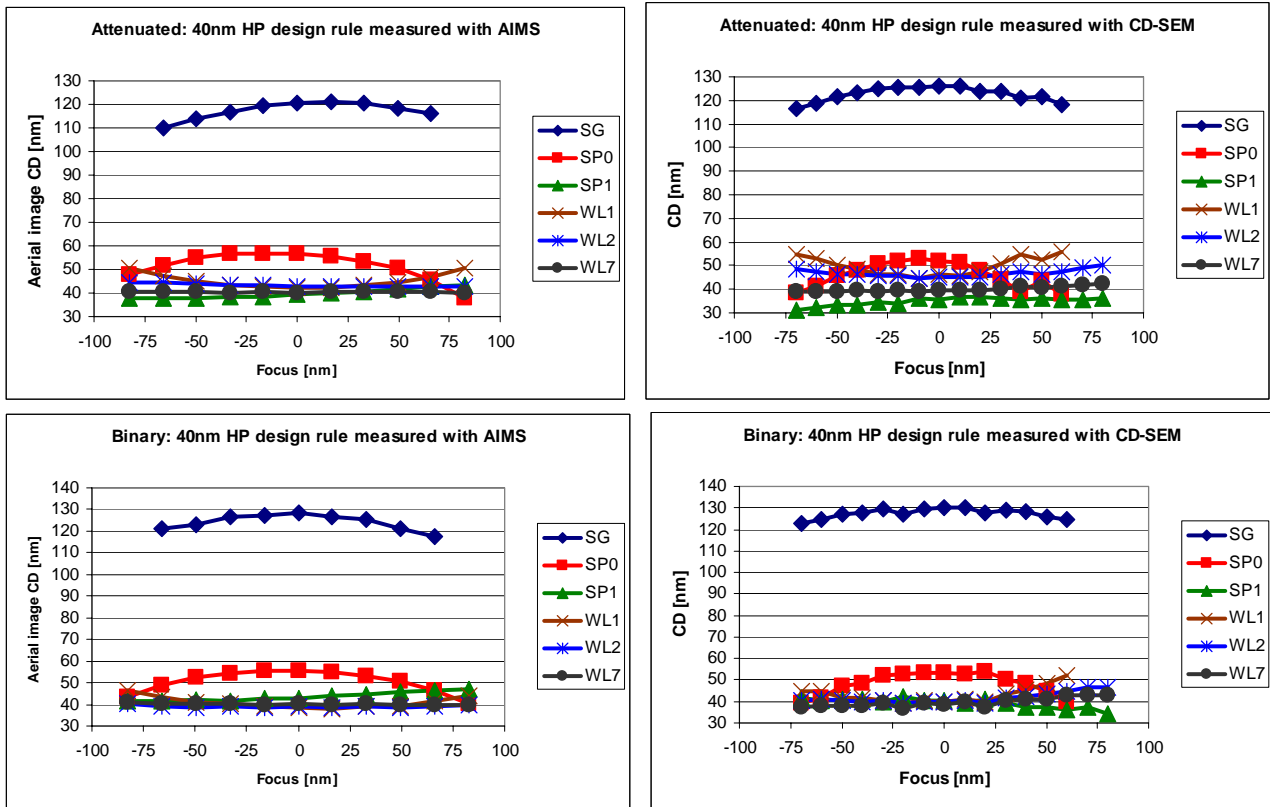 Attenuated: 40nm HP design rule measured with AIMS
Aerial image CD [nm]
130
120
110
100
90
80
70
60
50
40
30
-100 -75 -50 -25 0 25 50 75 100
Focus [nm]
SG
SP0
SP1
WL1
WL2
WL7
Attenuated: 40nm HP design rule measured with CD-SEM
CD [nm]
130
120
110
100
90
80
70
60
50
40
30
-100 -75 -50 -25 0 25 50 75 100
Focus [nm]
SG
SP0
SP1
WL1
WL2
WL7
Binary: 40nm HP design rule measured with AIMS
Aerial image CD [nm]
140
130
120
110
100
90
80
70
60
50
40
30
-100 -75 -50 -25 0 25 50 75 100
Focus [nm]
SG
SP0
SP1
WL1
WL2
WL7
Binary: 40nm HP design rule measured with CD-SEM
CD [nm]
140
130
120
110
100
90
80
70
60
50
40
30
-100 -75 -50 -25 0 25 50 75 100
Focus [nm]
SG
SP0
SP1
WL1
WL2
WL7